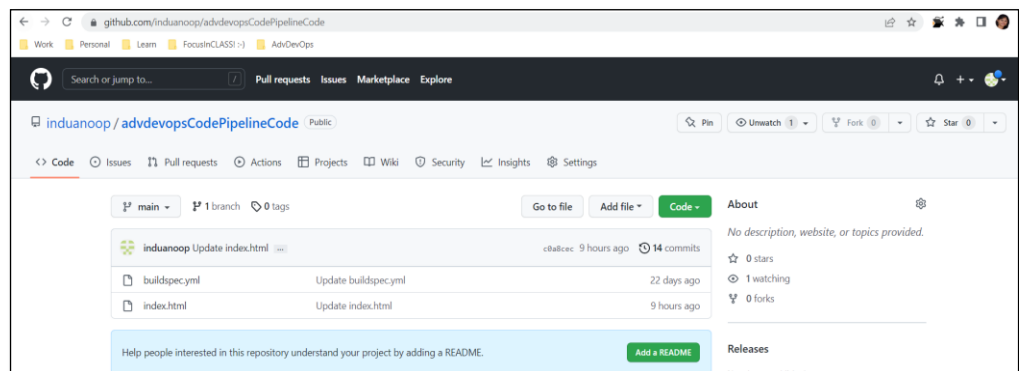 github.com/induanoop/advdevopsCodePipelineCode
Work Personal Learn FocusInCLASS! :-) AdvDevOps
Search or jump to... / Pull requests Issues Marketplace Explore
induanoop / advdevopsCodePipelineCode Public Pin Unwatch 1 Fork 0 Star 0
<> Code Issues Pull requests Actions Projects Wiki Security Insights Settings
main 1 branch 0 tags Go to file Add file Code About
No description, website, or topics provided.
induanoop Update index.html ... c0a8cec 9 hours ago 14 commits
0 stars
buildspec.yml Update buildspec.yml 22 days ago 1 watching
0 forks
index.html Update index.html 9 hours ago
Help people interested in this repository understand your project by adding a README. Add a README Releases